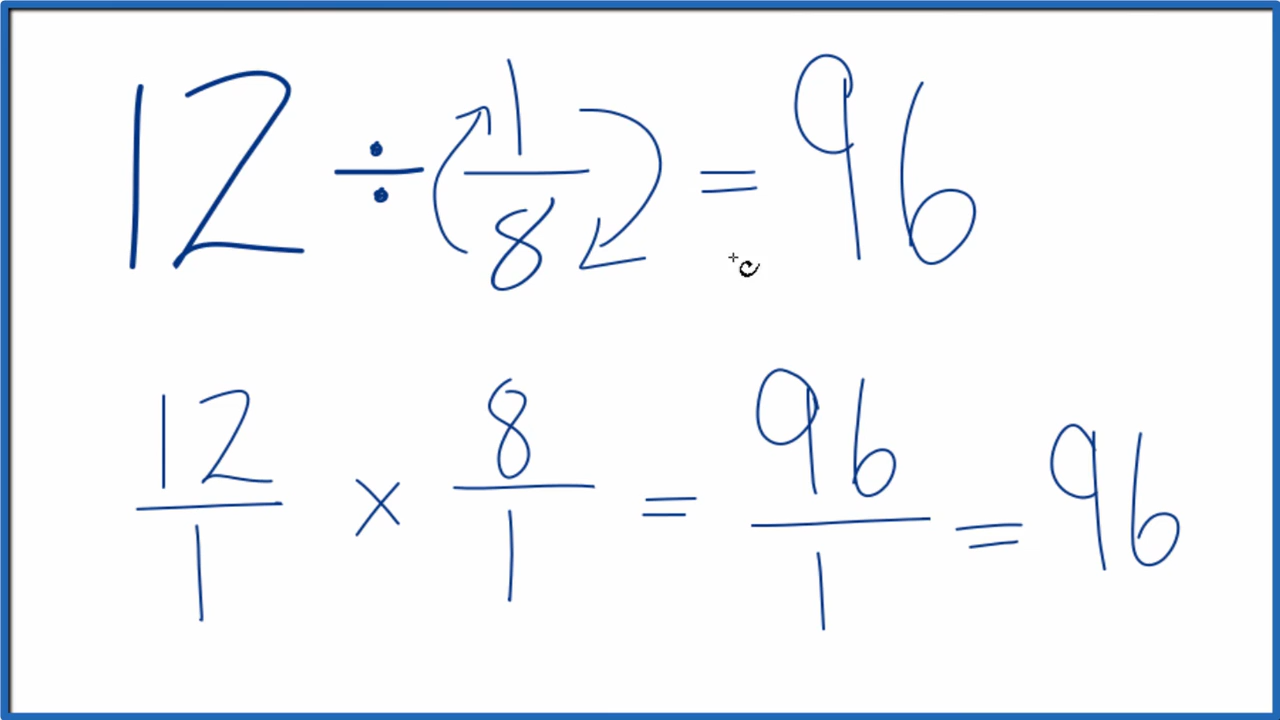 12 ÷ 1/8 = 96
12/1 × 8/1 = 96/1 = 96